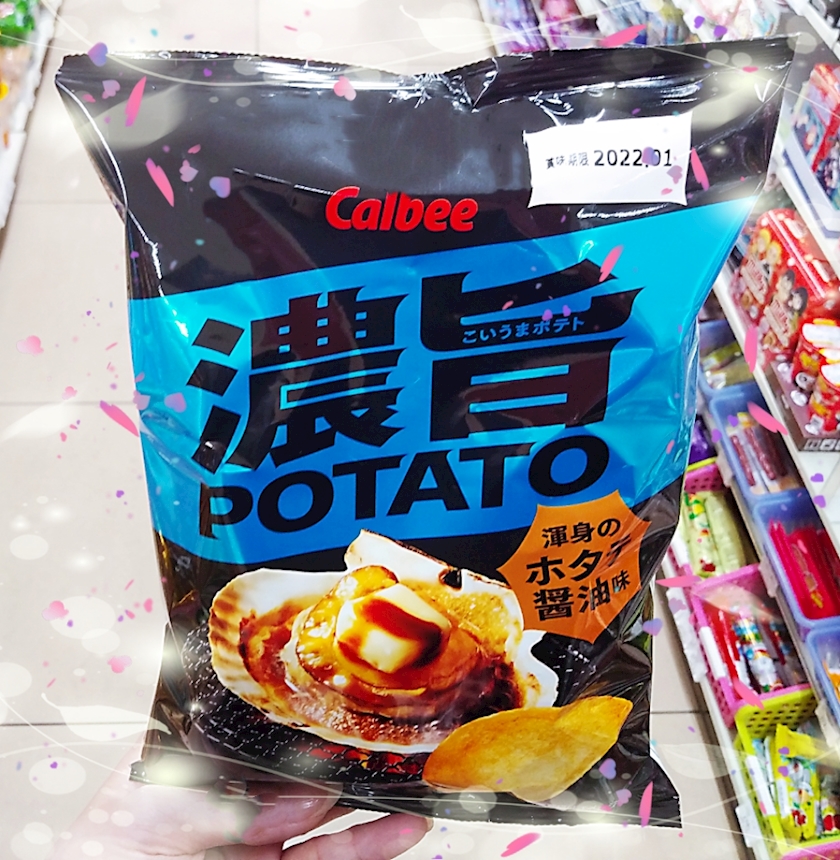 賞味期限 2022.01
Calbee
濃旨
こいうまポテト
POTATO
渾身の
ホタテ
醤油味